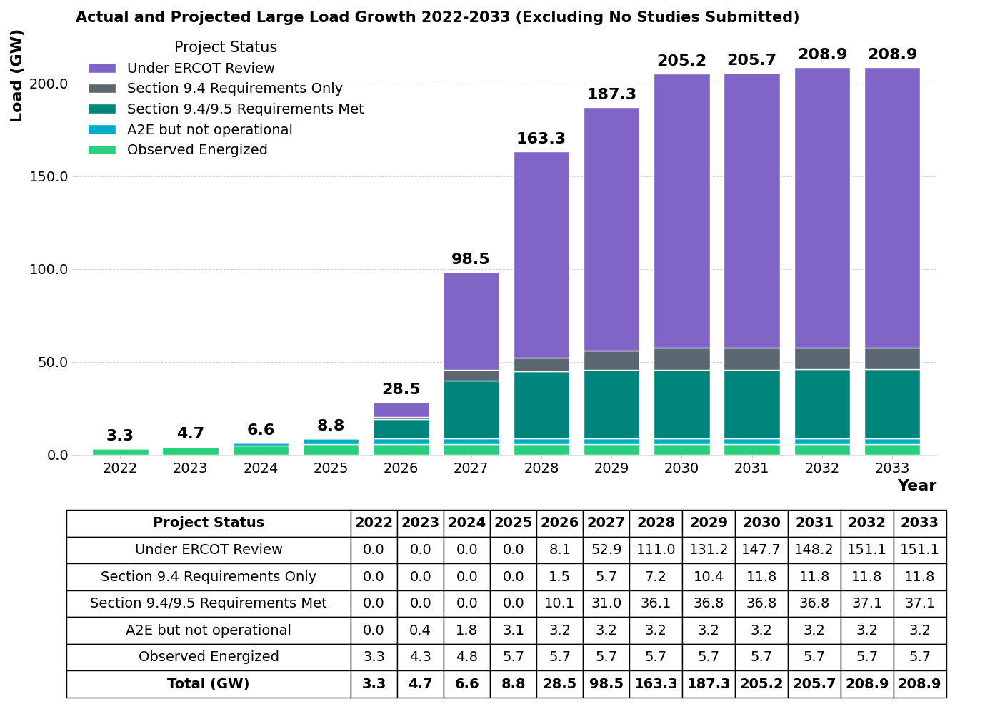 Actual and Projected Large Load Growth 2022-2033 (Excluding No Studies Submitted)
Load (GW)
Project Status
Under ERCOT Review
Section 9.4 Requirements Only
Section 9.4/9.5 Requirements Met
A2E but not operational
Observed Energized
200.0
150.0
100.0
50.0
0.0
3.3 4.7 6.6 8.8 28.5 98.5 163.3 187.3 205.2 205.7 208.9 208.9
2022 2023 2024 2025 2026 2027 2028 2029 2030 2031 2032 2033
Year
Project Status 2022 2023 2024 2025 2026 2027 2028 2029 2030 2031 2032 2033
Under ERCOT Review 0.0 0.0 0.0 0.0 8.1 52.9 111.0 131.2 147.7 148.2 151.1 151.1
Section 9.4 Requirements Only 0.0 0.0 0.0 0.0 1.5 5.7 7.2 10.4 11.8 11.8 11.8 11.8
Section 9.4/9.5 Requirements Met 0.0 0.0 0.0 0.0 10.1 31.0 36.1 36.8 36.8 36.8 37.1 37.1
A2E but not operational 0.0 0.4 1.8 3.1 3.2 3.2 3.2 3.2 3.2 3.2 3.2 3.2
Observed Energized 3.3 4.3 4.8 5.7 5.7 5.7 5.7 5.7 5.7 5.7 5.7 5.7
Total (GW) 3.3 4.7 6.6 8.8 28.5 98.5 163.3 187.3 205.2 205.7 208.9 208.9